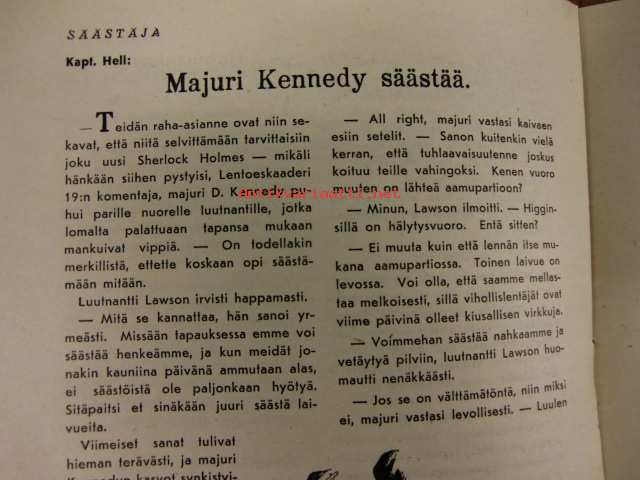 SÄÄSTÄJÄ
Kapt. Hell:
Majuri Kennedy säästää.
— Teidän raha-asianne ovat niin se-
kavat, että niitä selvittämään tarvittaisiin
joku uusi Sherlock Holmes — mikäli
hänkään siihen pystyisi, Lentoeskaaderi
19:n komentaja, majuri D. Kennedy pu-
hui parille nuorelle luutnantille, jotka
lomalta palattuaan tapansa mukaan
mankuivat vippiä. — On todellakin
merkillistä, ettette koskaan opi säästä-
mään mitään.
Luutnantti Lawson irvisti happamasti.
— Mitä se kannattaa, hän sanoi yr-
meästi. Missään tapauksessa emme voi
säästää henkeämme, ja kun meidät jo-
nakin kauniina päivänä ammutaan alas,
ei säästöistä ole paljonkaan hyötyä.
Sitäpaitsi et sinäkään juuri säästä lai-
vueita.
Viimeiset sanat tulivat
hieman terävästi, ja majuri
Kennedyn kasvot synkistyi-
— All right, majuri vastasi kaivaen
esiin setelit. — Sanon kuitenkin vielä
kerran, että tuhlaavaisuutenne joskus
koituu teille vahingoksi. Kenen vuoro
muuten on lähteä aamupartioon?
— Minun, Lawson ilmoitti. — Higgin-
sillä on hälytysvuoro. Entä sitten?
— Ei muuta kuin että lennän itse mu-
kana aamupartiossa. Toinen laivue on
levossa. Voi olla, että saamme mellas-
taa melkoisesti, sillä vihollislentäjät ovat
viime päivinä olleet kiusallisen virkkuja.
— Voimmehan säästää nahkaamme ja
vetäytyä pilviin, luutnantti Lawson huo-
mautti nenäkkäästi.
— Jos se on välttämätöntä, niin miksi
ei, majuri vastasi levollisesti. — Luulen